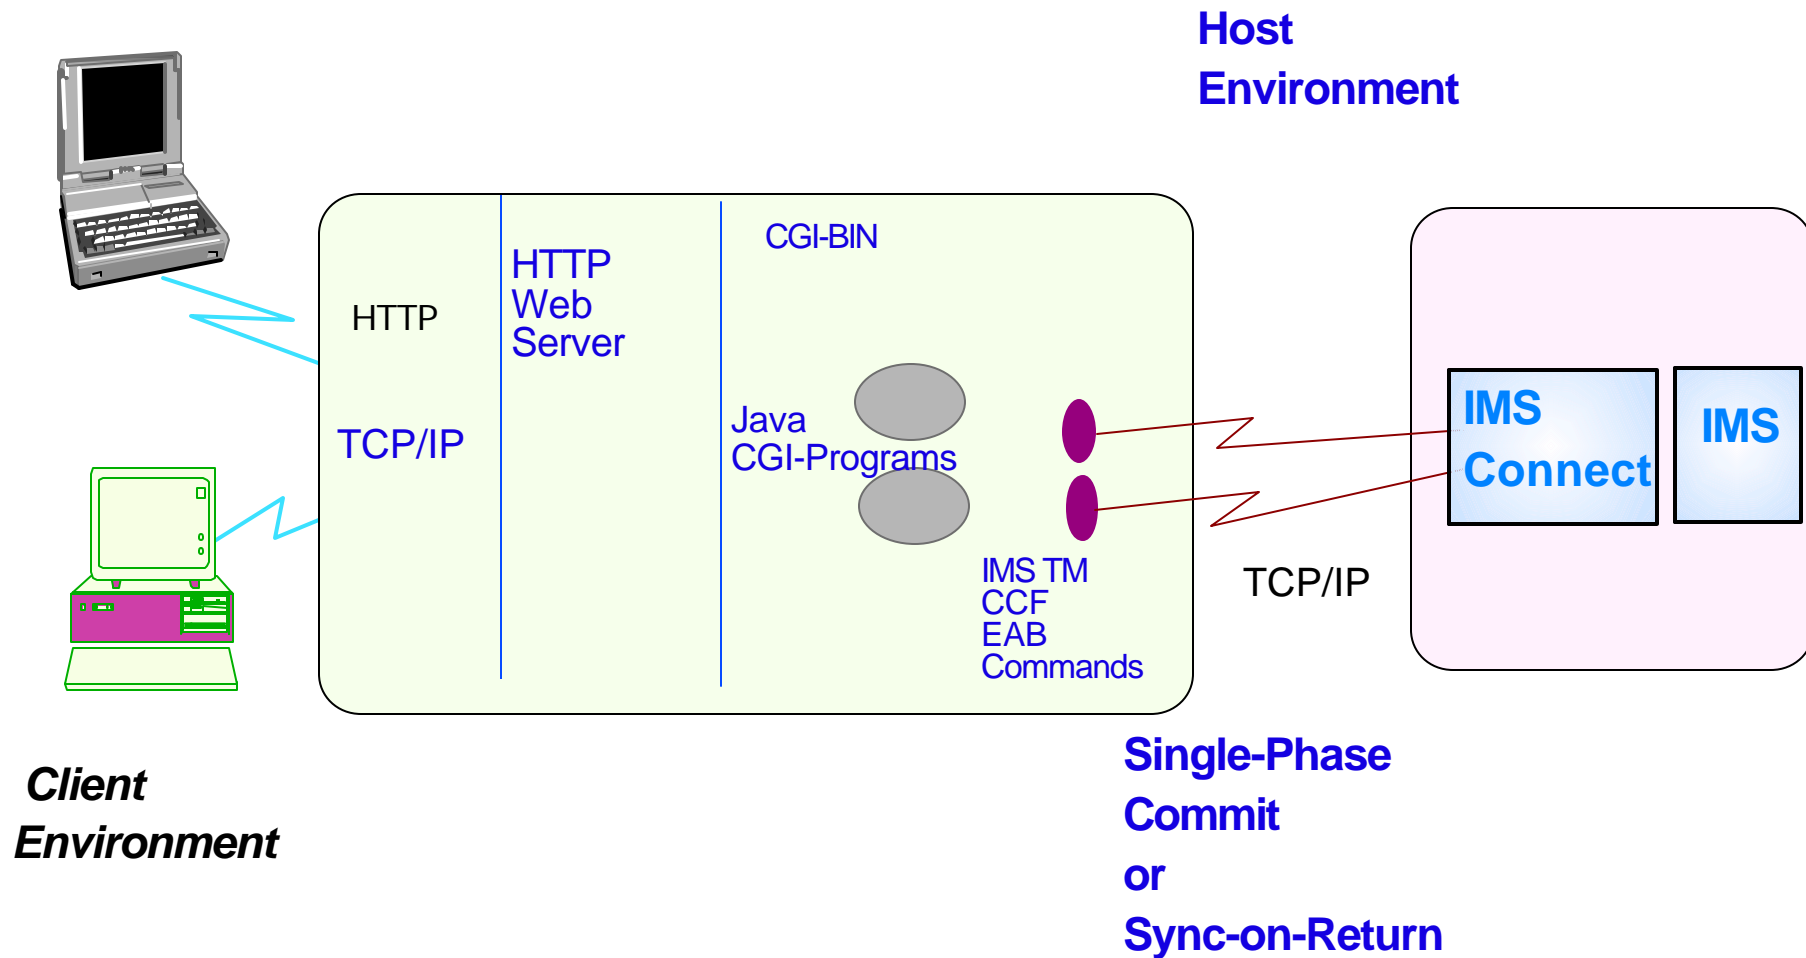 Host
Environment
CGI-BIN
HTTP
Web
Server
HTTP
TCP/IP
Java
CGI-Programs
IMS
Connect
IMS
IMS TM
CCF
EAB
Commands
TCP/IP
Client
Environment
Single-Phase
Commit
or
Sync-on-Return